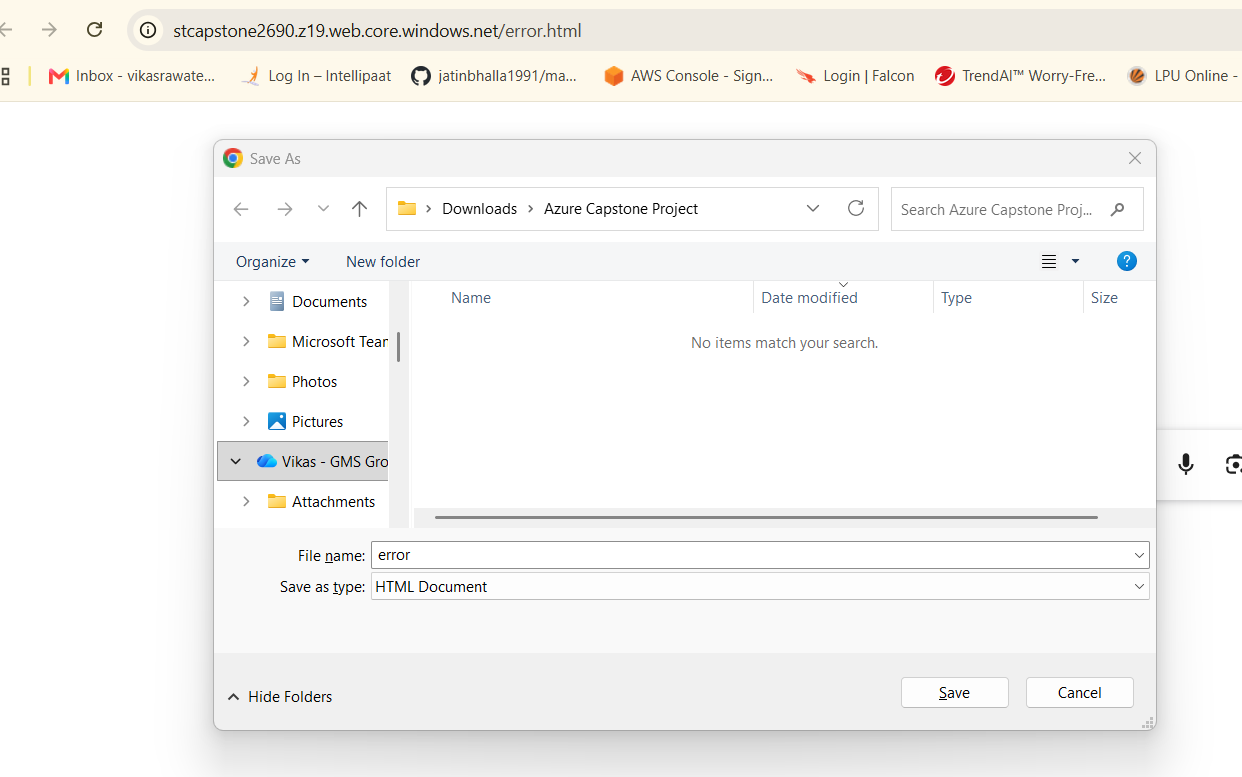 stcapstone2690.z19.web.core.windows.net/error.html
Inbox - vikasrawate... Log In – Intellipaat jatinbhalla1991/ma... AWS Console - Sign... Login | Falcon TrendAI™ Worry-Fre... LPU Online -
Save As
Downloads > Azure Capstone Project Search Azure Capstone Proj...
Organize New folder ?
Name Date modified Type Size
No items match your search.
Documents
Microsoft Tear
Photos
Pictures
Vikas - GMS Gro
Attachments
File name: error
Save as type: HTML Document
Hide Folders Save Cancel